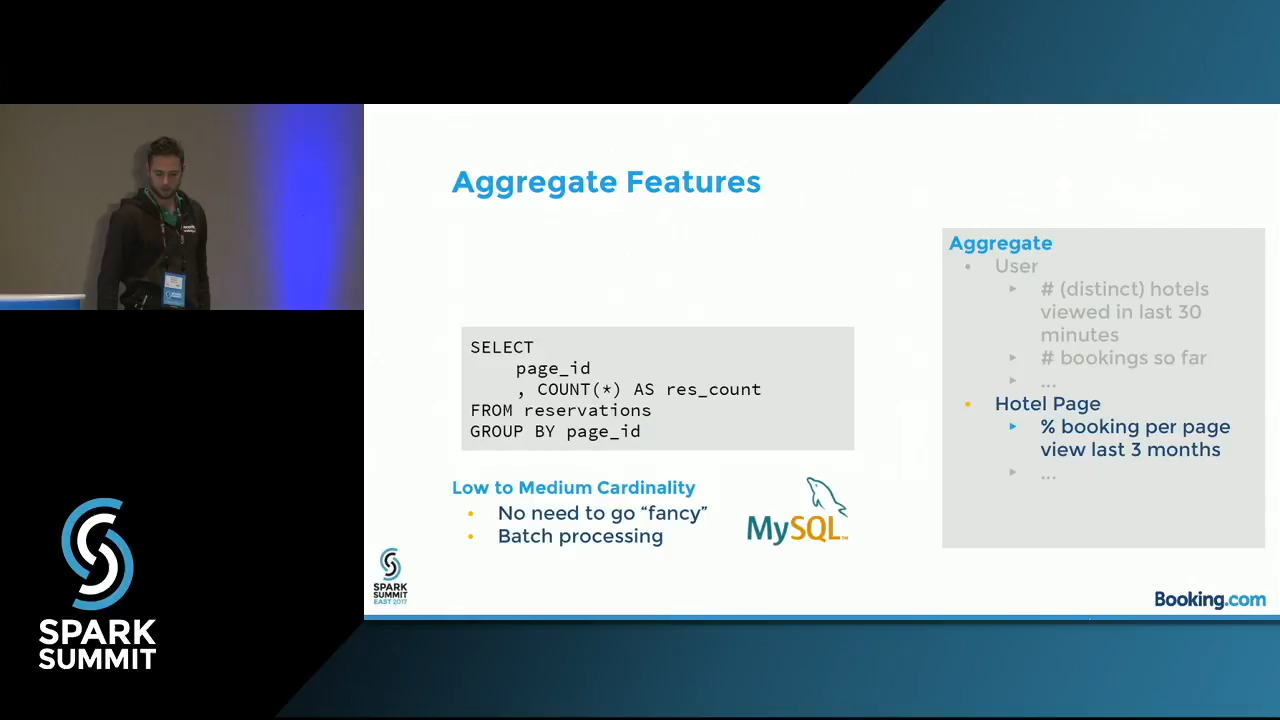 Aggregate Features
SELECT
page_id
, COUNT(*) AS res_count
FROM reservations
GROUP BY page_id
Low to Medium Cardinality
• No need to go “fancy”
• Batch processing
MySQL™
Aggregate
• User
▸ # (distinct) hotels
viewed in last 30
minutes
▸ # bookings so far
▸ ...
• Hotel Page
▸ % booking per page
view last 3 months
▸ ...
SPARK
SUMMIT
EAST 2017
Booking.com
SPARK
SUMMIT